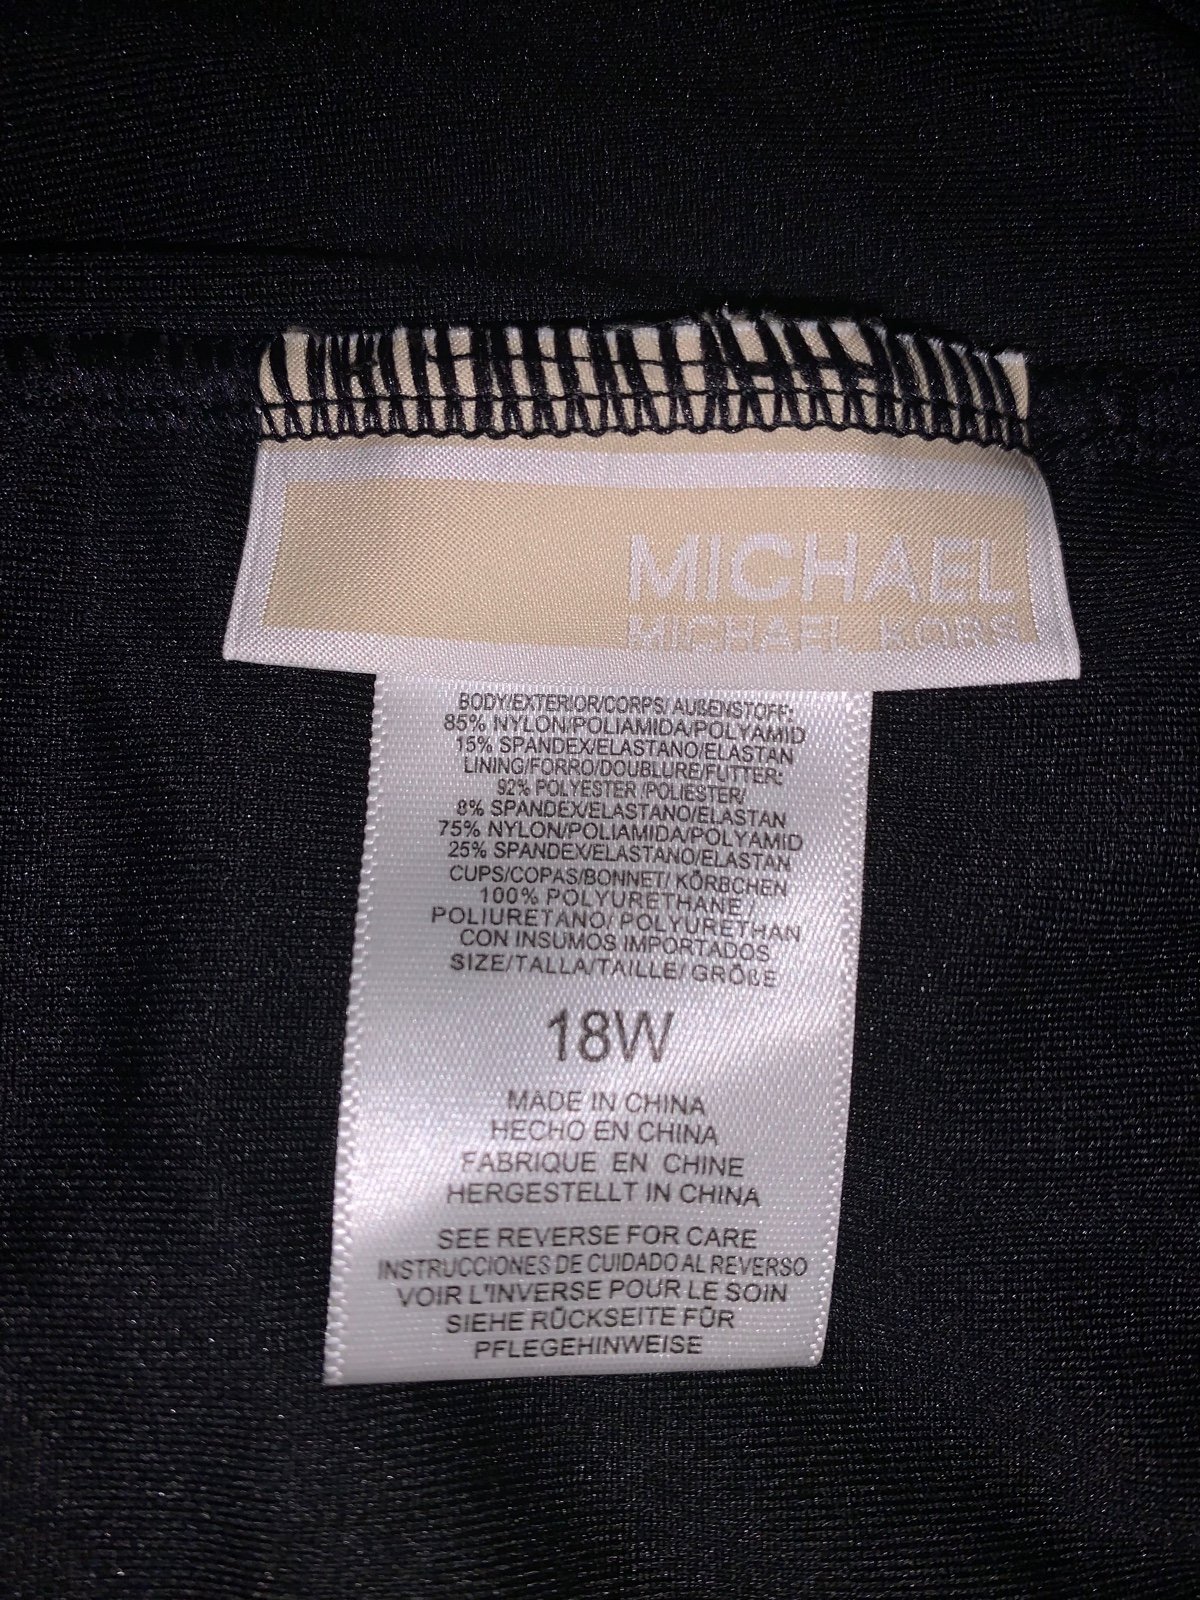 MICHAEL
MICHAEL KORS
BODY/EXTERIOR/CORPS/ AUßENSTOFF:
85% NYLON/POLIAMIDA/POLYAMID
15% SPANDEX/ELASTANO/ELASTAN
LINING/FORRO/DOUBLURE/FUTTER:
92% POLYESTER /POLIESTER/
8% SPANDEX/ELASTANO/ELASTAN
75% NYLON/POLIAMIDA/POLYAMID
25% SPANDEX/ELASTANO/ELASTAN
CUPS/COPAS/BONNET/ KÖRBCHEN
100% POLYURETHANE /
POLIURETANO/ POLYURETHAN
CON INSUMOS IMPORTADOS
SIZE/TALLA/TAILLE/ GRÖßE
18W
MADE IN CHINA
HECHO EN CHINA
FABRIQUE EN CHINE
HERGESTELLT IN CHINA
SEE REVERSE FOR CARE
INSTRUCCIONES DE CUIDADO AL REVERSO
VOIR L'INVERSE POUR LE SOIN
SIEHE RÜCKSEITE FÜR
PFLEGEHINWEISE